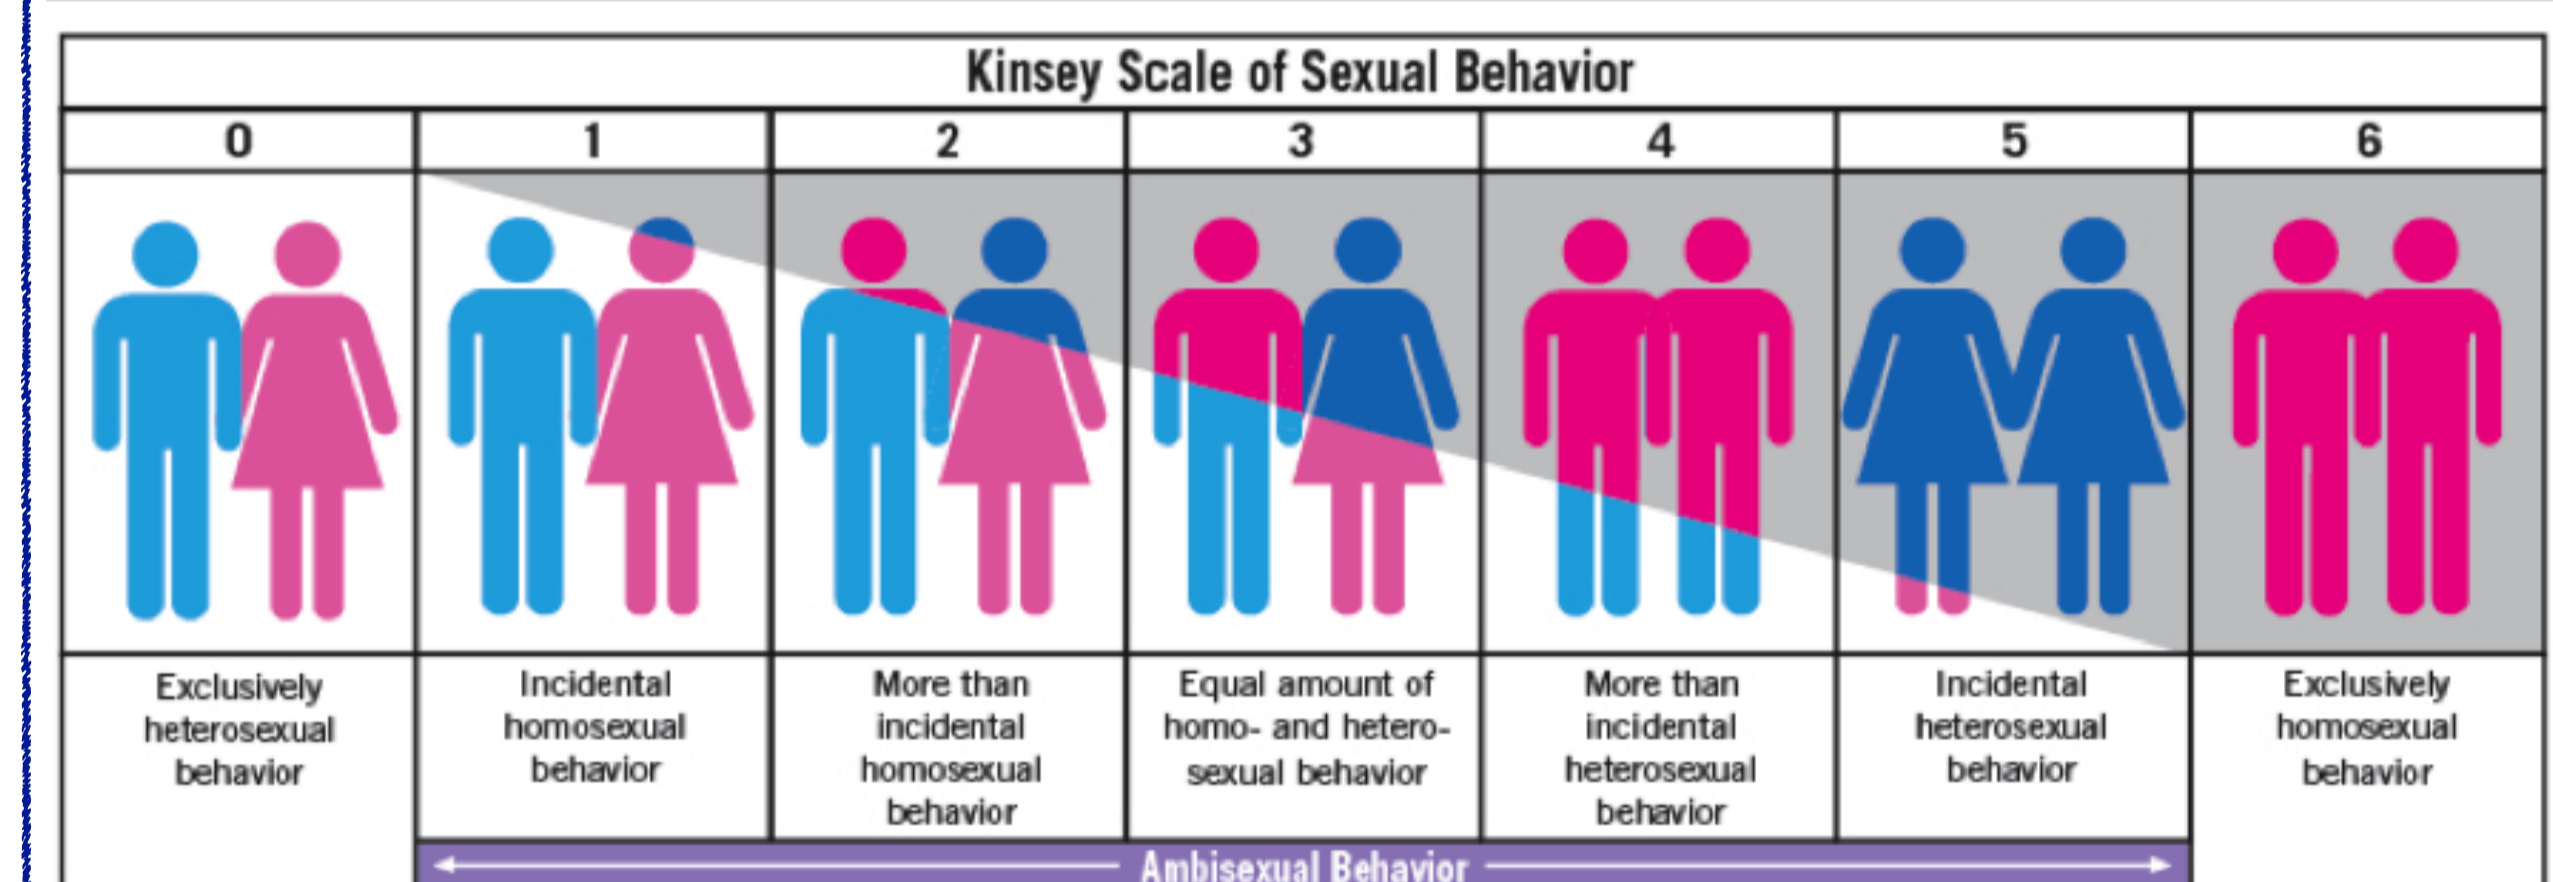 Kinsey Scale of Sexual Behavior
0 1 2 3 4 5 6
Exclusively
heterosexual
behavior
Incidental
homosexual
behavior
More than
incidental
homosexual
behavior
Equal amount of
homo- and hetero-
sexual behavior
More than
incidental
heterosexual
behavior
Incidental
heterosexual
behavior
Exclusively
homosexual
behavior
Ambisexual Behavior